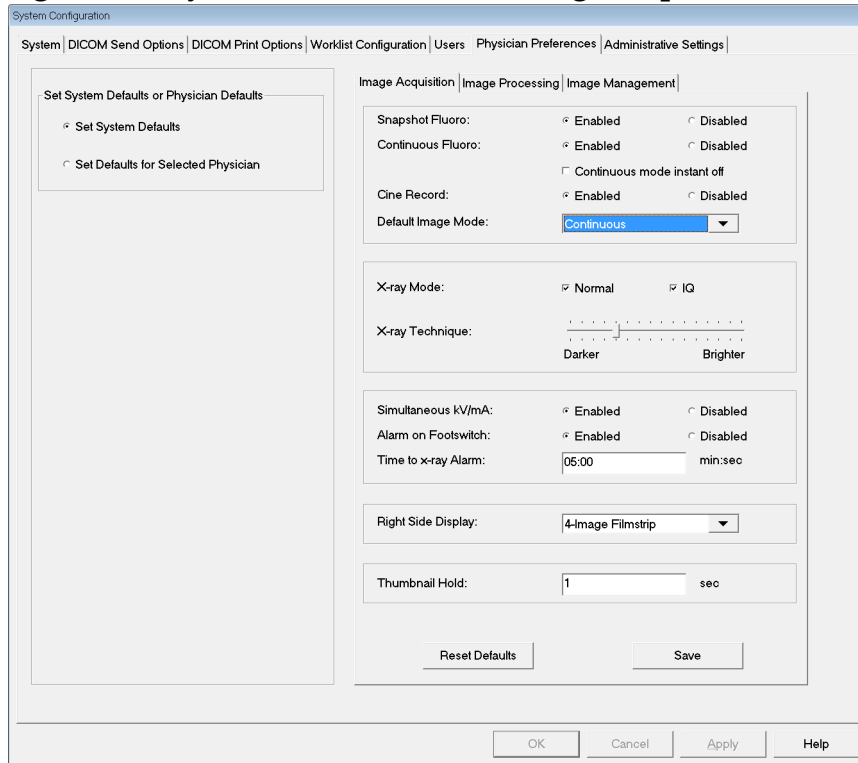 System Configuration
System DICOM Send Options DICOM Print Options Worklist Configuration Users Physician Preferences Administrative Settings
Set System Defaults or Physician Defaults
Set System Defaults
Set Defaults for Selected Physician
Image Acquisition Image Processing Image Management
Snapshot Fluoro: Enabled Disabled
Continuous Fluoro: Enabled Disabled
Continuous mode instant off
Cine Record: Enabled Disabled
Default Image Mode: Continuous
X-ray Mode: Normal IQ
X-ray Technique:
Darker Brighter
Simultaneous kV/mA: Enabled Disabled
Alarm on Footswitch: Enabled Disabled
Time to x-ray Alarm: 05:00 min:sec
Right Side Display: 4-Image Filmstrip
Thumbnail Hold: 1 sec
Reset Defaults Save
OK Cancel Apply Help